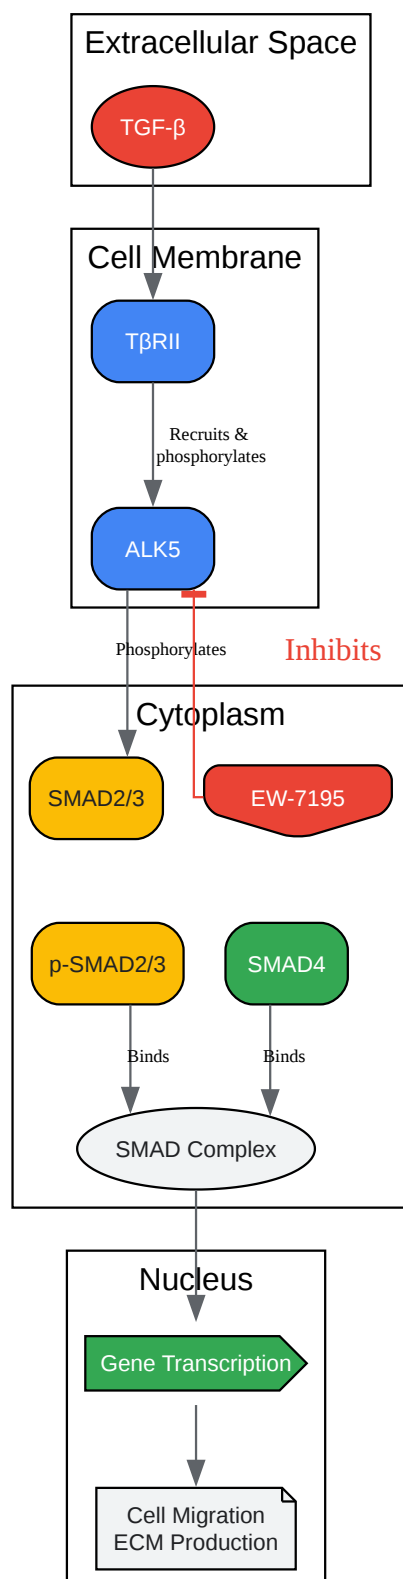 Extracellular Space
TGF-β
Cell Membrane
TβRII
Recruits &
phosphorylates
ALK5
Phosphorylates
Inhibits
Cytoplasm
SMAD2/3
EW-7195
p-SMAD2/3
SMAD4
Binds
Binds
SMAD Complex
Nucleus
Gene Transcription
Cell Migration
ECM Production